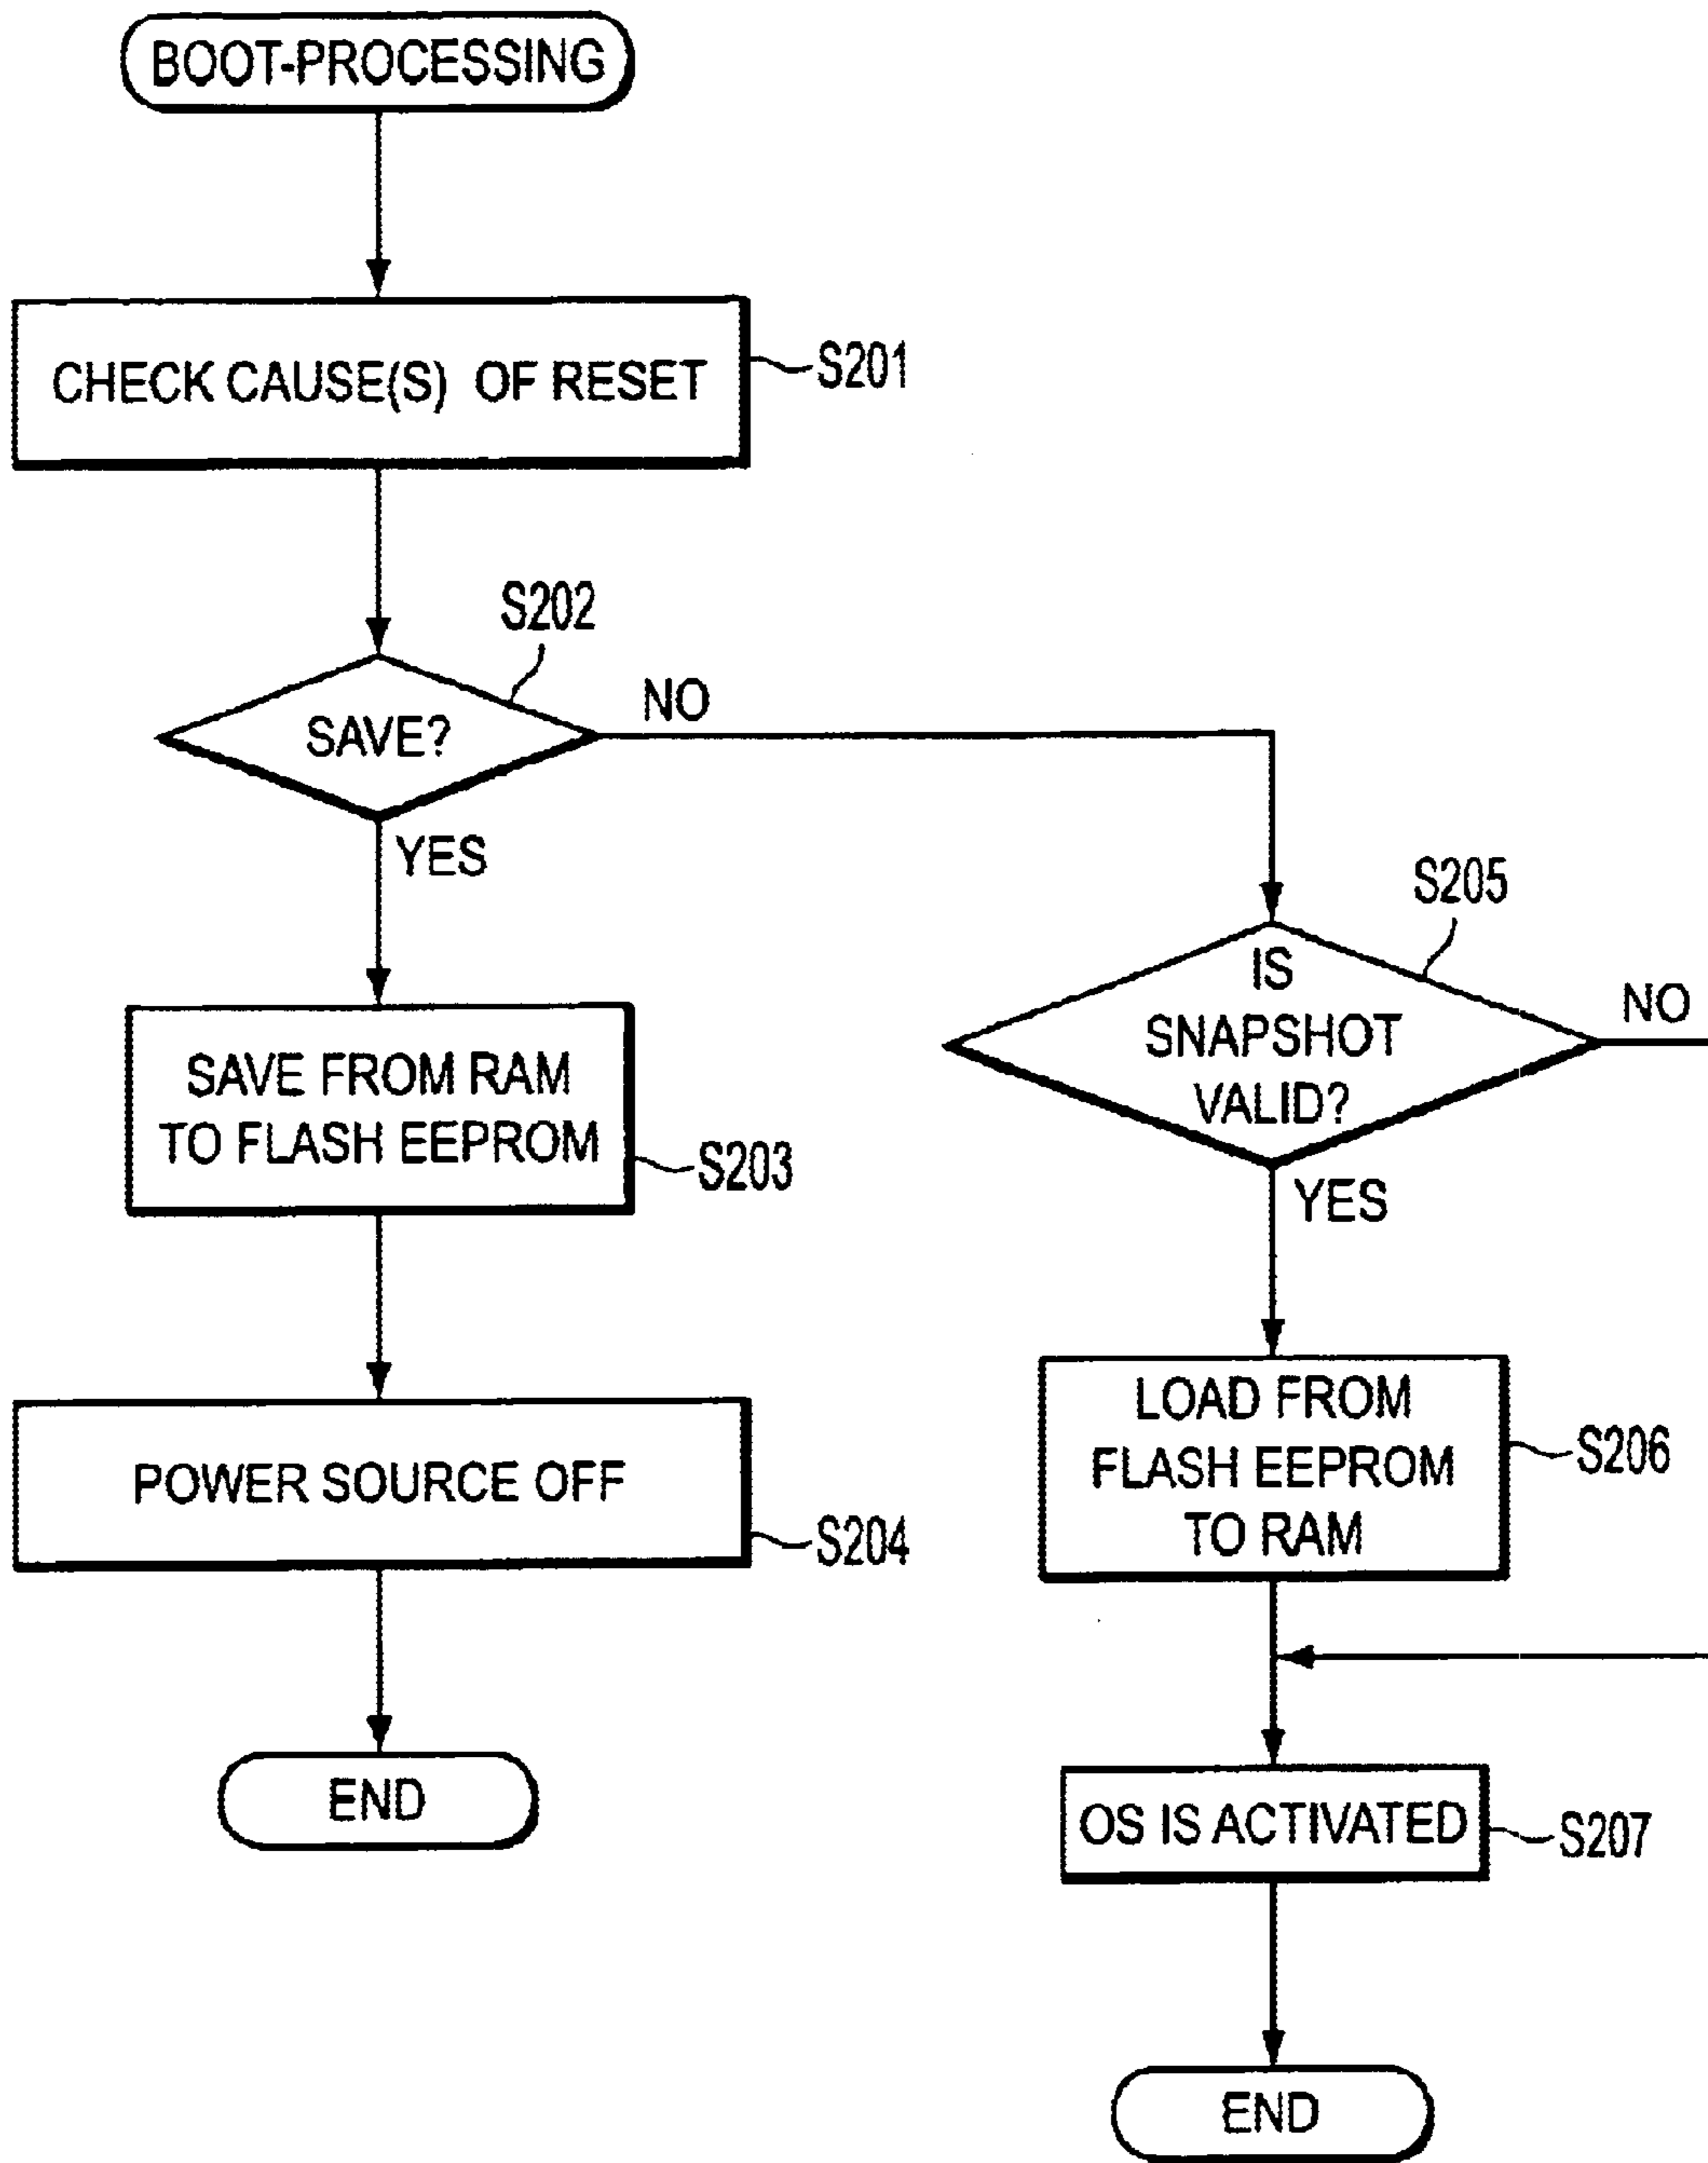 BOOT-PROCESSING
CHECK CAUSE(S) OF RESET
S201
S202
SAVE?
NO
YES
SAVE FROM RAM
TO FLASH EEPROM
S203
POWER SOURCE OFF
S204
END
S205
IS
SNAPSHOT
VALID?
NO
YES
LOAD FROM
FLASH EEPROM
TO RAM
S206
OS IS ACTIVATED
S207
END